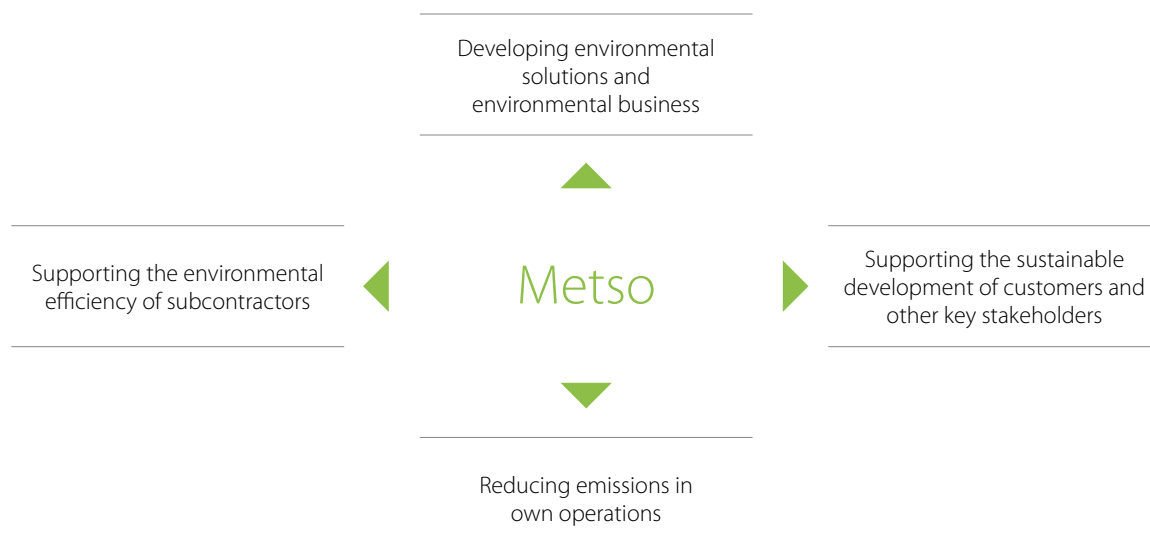 Developing environmental
solutions and
environmental business
Supporting the environmental
efficiency of subcontractors
Metso
Supporting the sustainable
development of customers and
other key stakeholders
Reducing emissions in
own operations